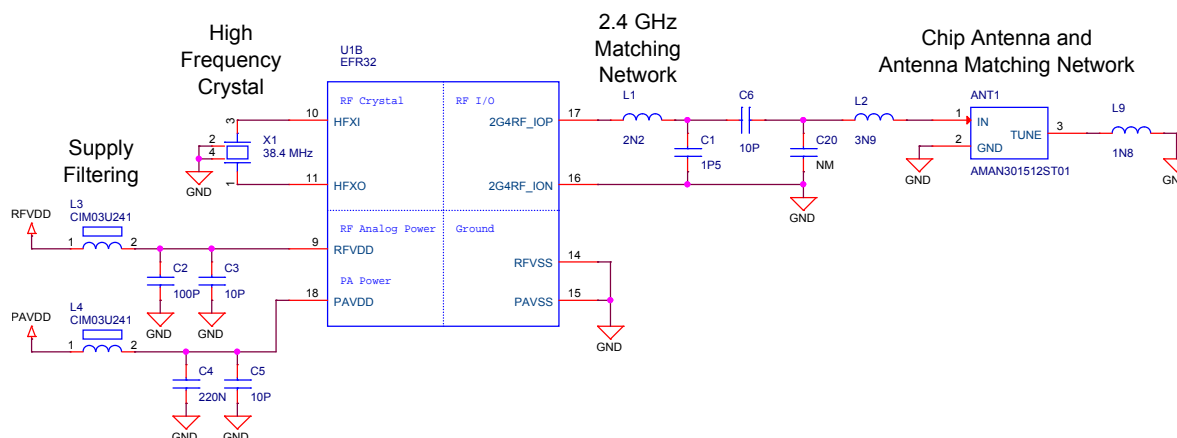 High
Frequency
Crystal
U1B
EFR32
2.4 GHz
Matching
Network
Chip Antenna and
Antenna Matching Network
RF Crystal
RF I/O
10
HFXI
2G4RF_IOP
17
L1
2N2
C6
10P
L2
3N9
ANT1
1
IN
2
GND
TUNE
3
AMAN301512ST01
L9
1N8
GND
GND
3
2
4
1
X1
38.4 MHz
GND
C1
1P5
C20
NM
11
HFXO
2G4RF_ION
16
GND
Supply
Filtering
RFVDD
L3
CIM03U241
1
2
RF Analog Power
Ground
9
RFVDD
RFVSS
14
C2
100P
C3
10P
GND
GND
PA Power
18
PAVDD
PAVSS
15
GND
PAVDD
L4
CIM03U241
1
2
C4
220N
C5
10P
GND
GND